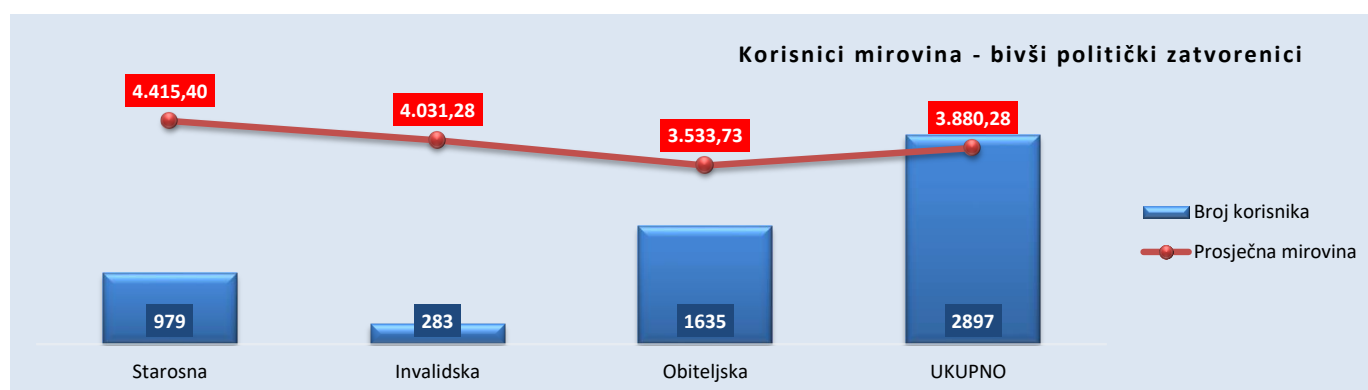 Korisnici mirovina - bivši politički zatvorenici
4.415,40
4.031,28
3.533,73
3.880,28
Broj korisnika
Prosječna mirovina
979
283
1635
2897
Starosna
Invalidska
Obiteljska
UKUPNO